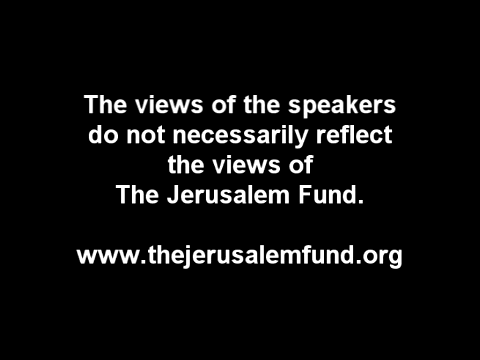 The views of the speakers
do not necessarily reflect
the views of
The Jerusalem Fund.
www.thejerusalemfund.org